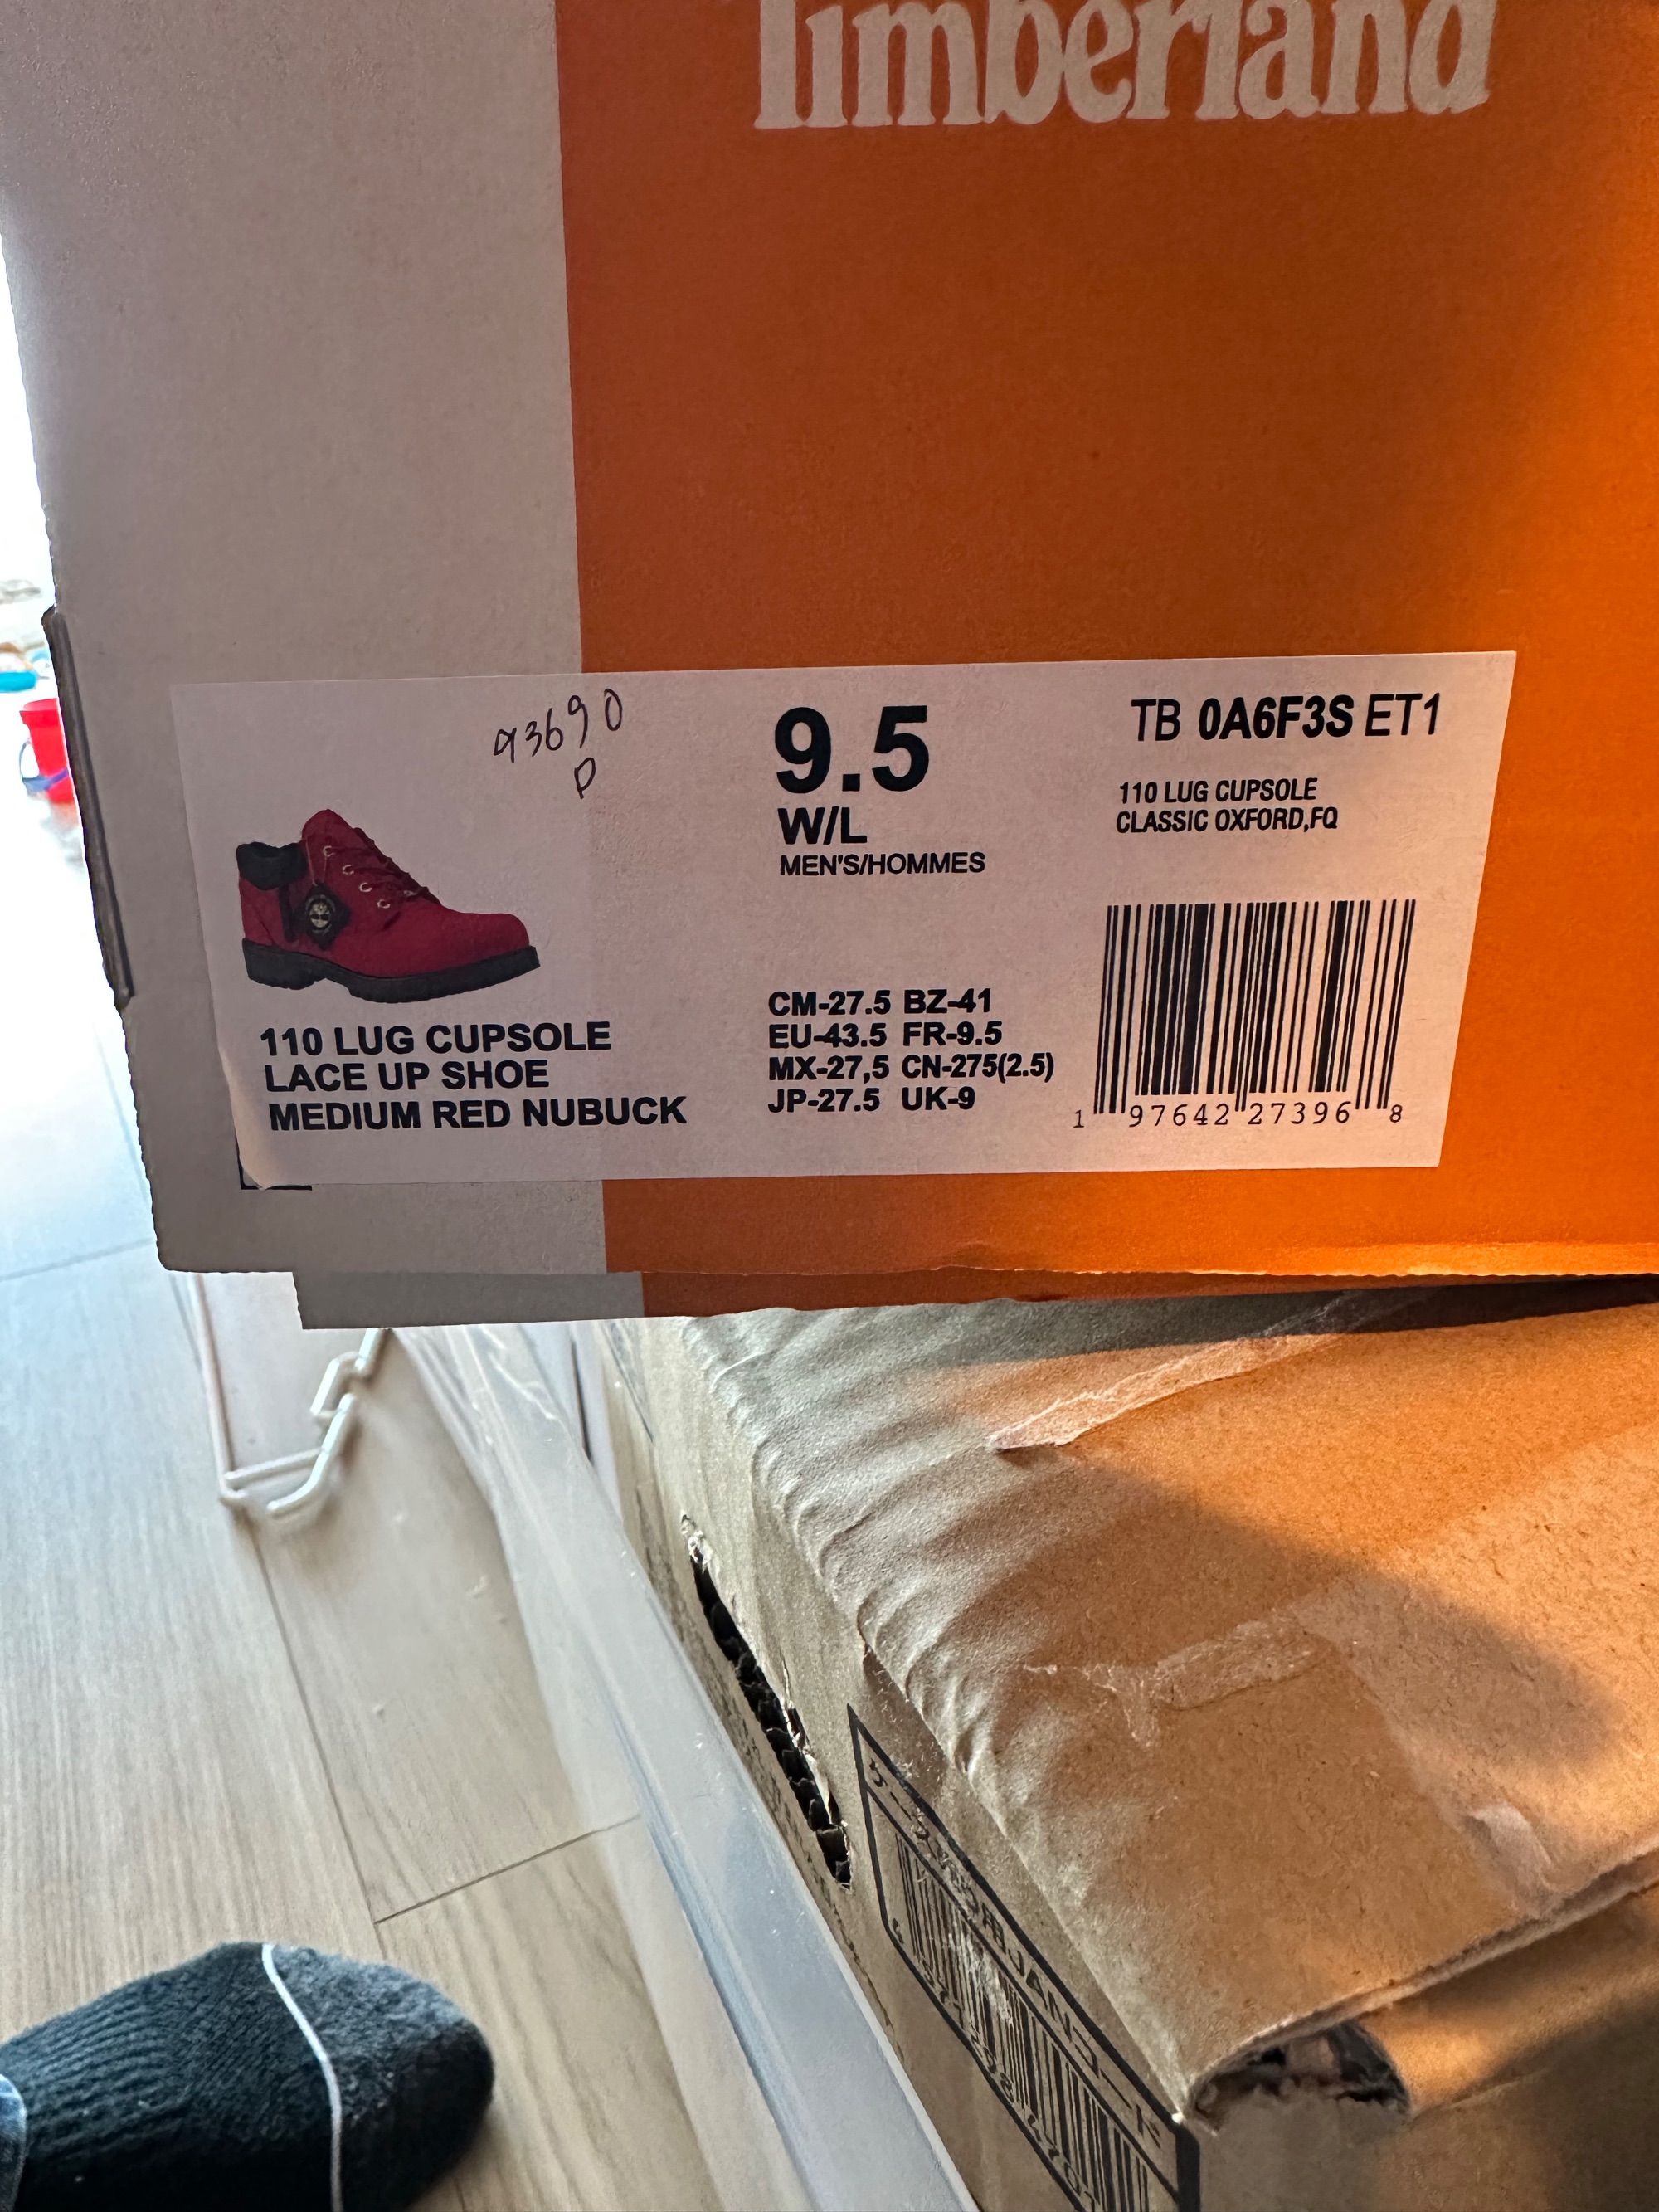 Timberland
93690
P
9.5
W/L
MEN'S/HOMMES
TB 0A6F3S ET1
110 LUG CUPSOLE
CLASSIC OXFORD,FQ
110 LUG CUPSOLE
LACE UP SHOE
MEDIUM RED NUBUCK
CM-27.5 BZ-41
EU-43.5 FR-9.5
MX-27,5 CN-275(2.5)
JP-27.5 UK-9
1 97642 27396 8